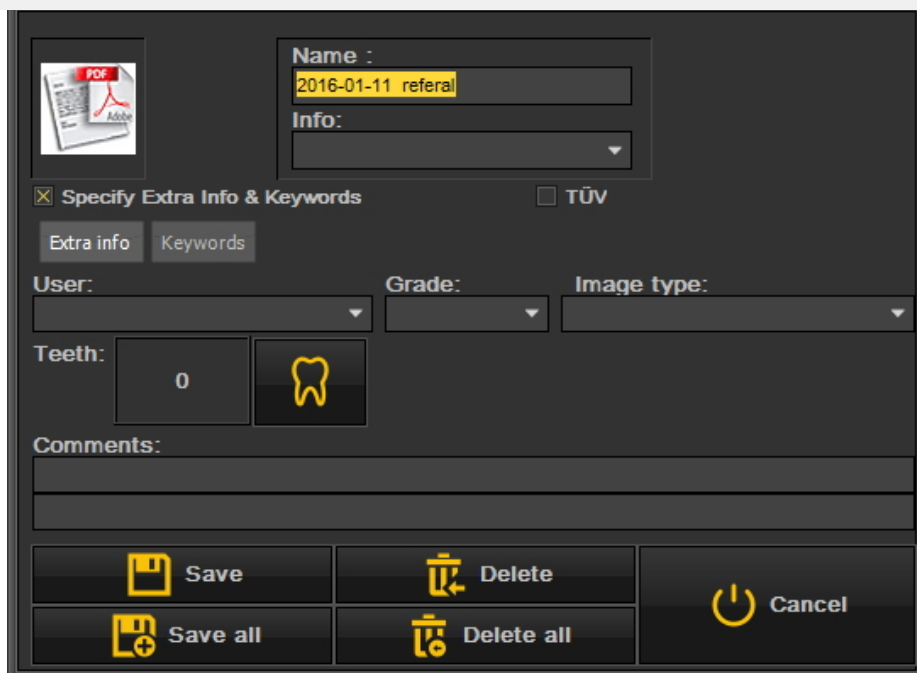 PDF
Adobe
Name :
2016-01-11 referal
Info:
Specify Extra Info & Keywords
TÜV
Extra info
Keywords
User:
Grade:
Image type:
Teeth:
0
Comments:
Save
Delete
Cancel
Save all
Delete all